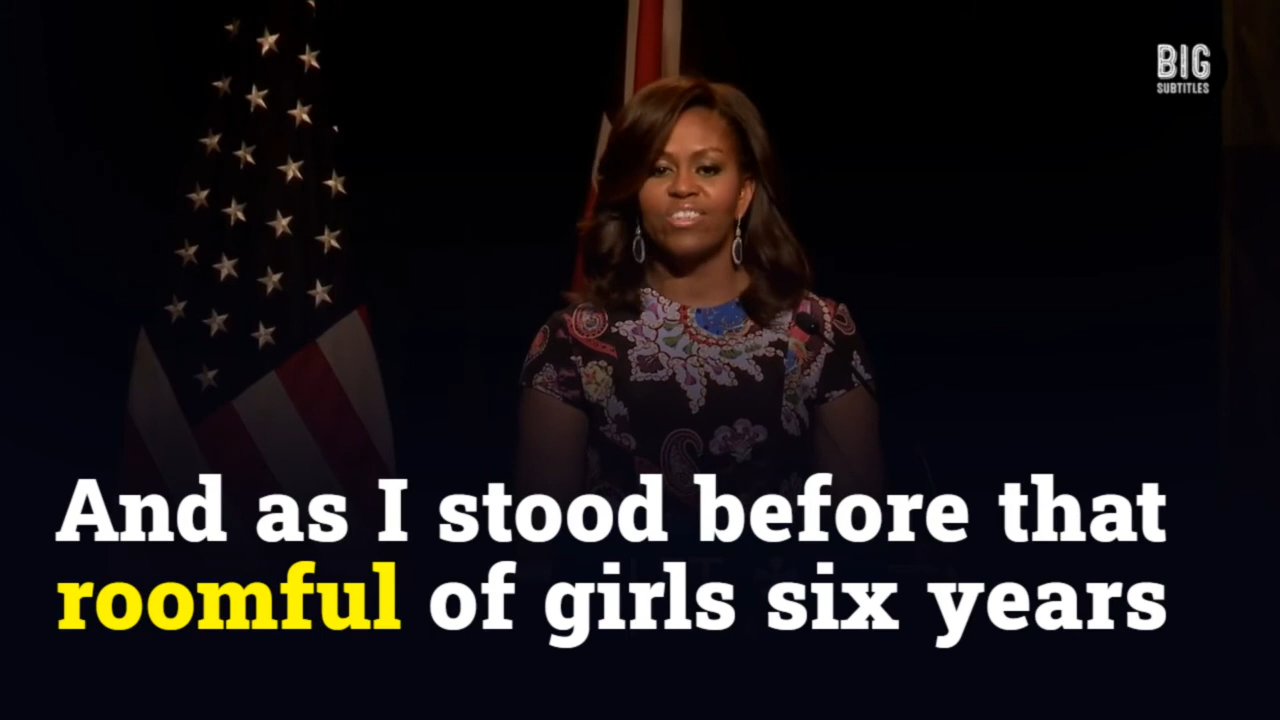 BIG
SUBTITLES
And as I stood before that
roomful of girls six years